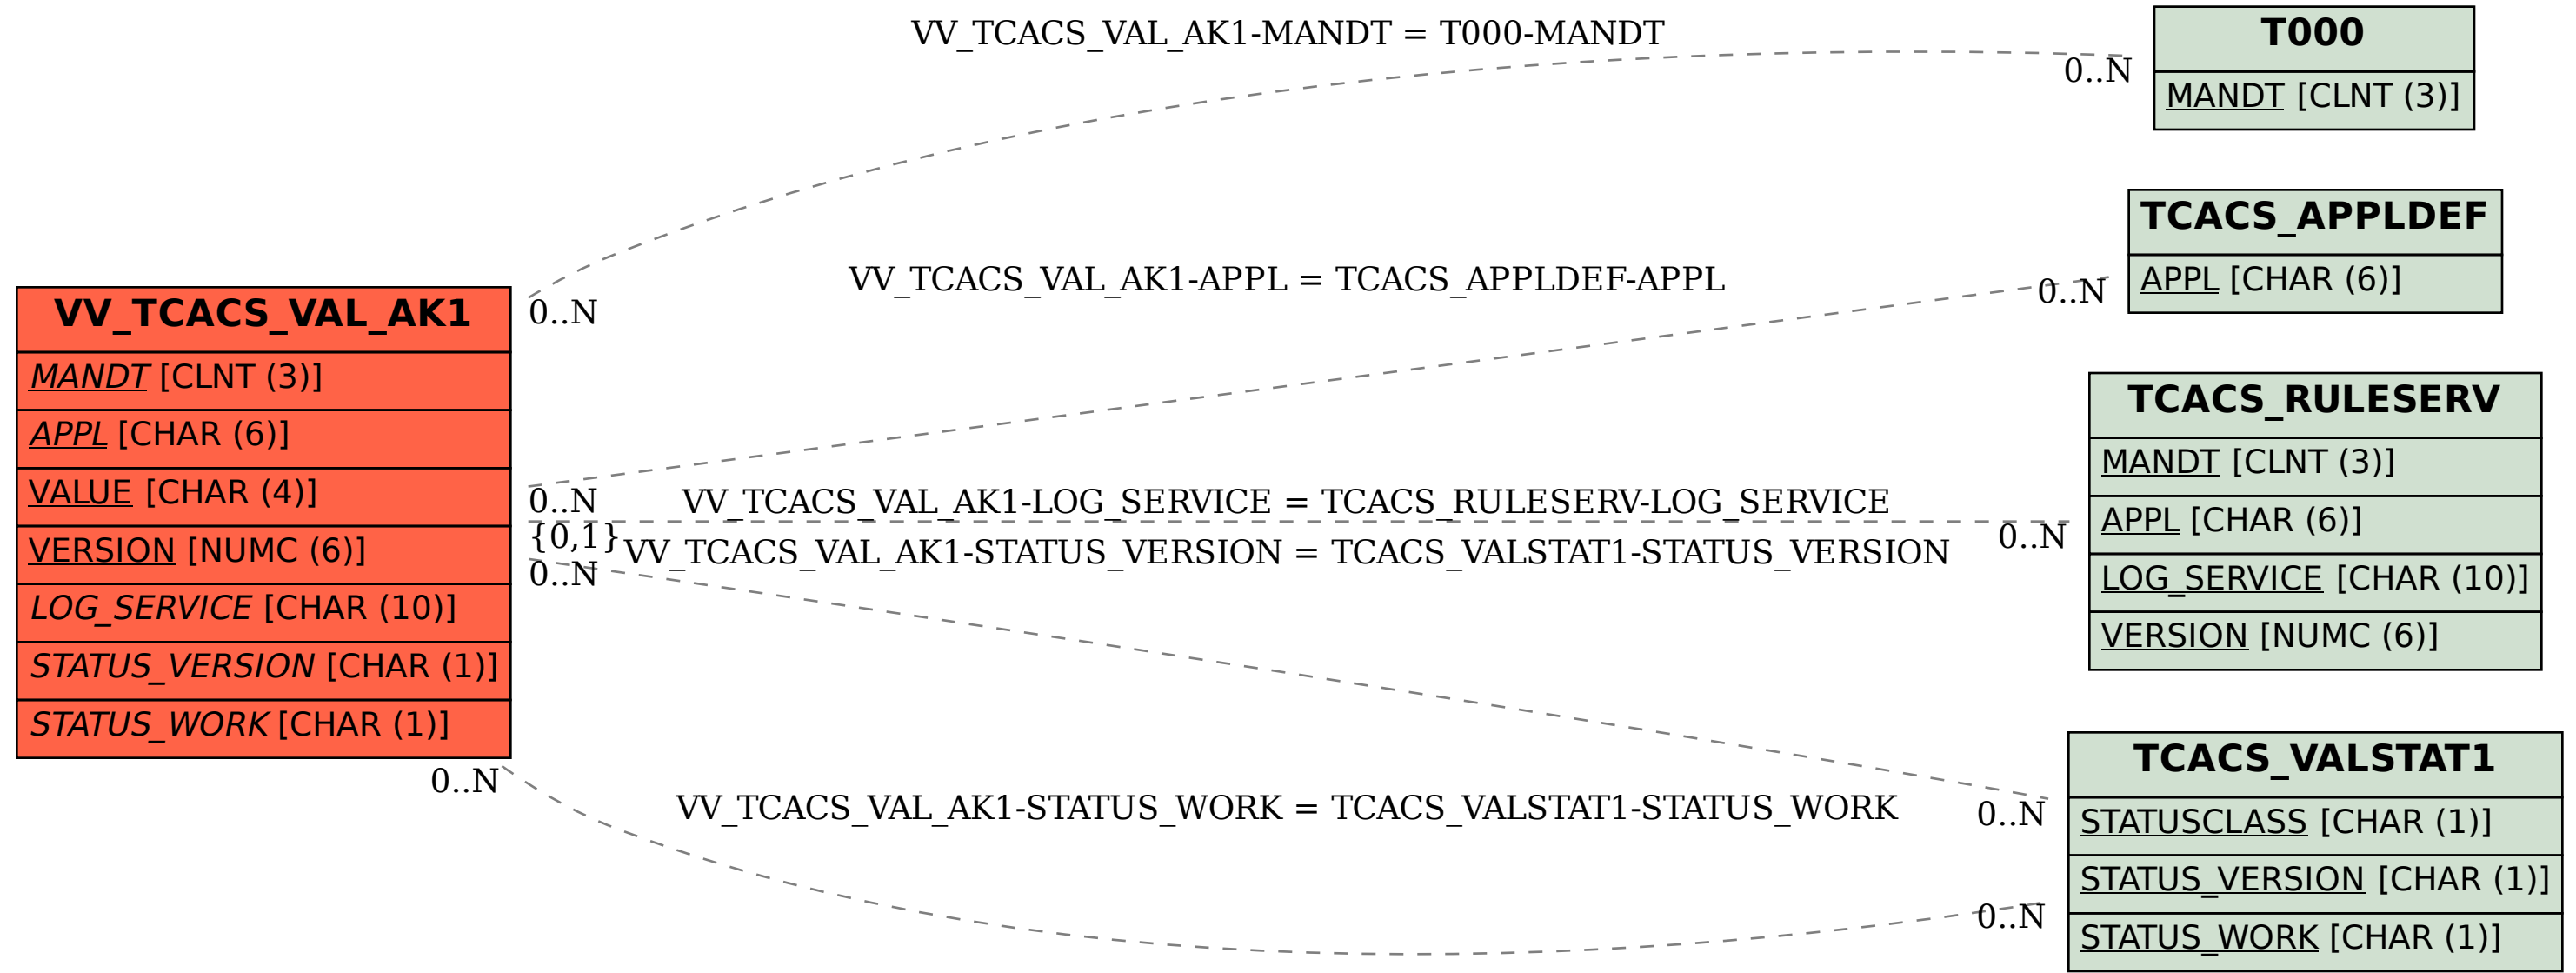 VV_TCACS_VAL_AK1
MANDT [CLNT (3)]
APPL [CHAR (6)]
VALUE [CHAR (4)]
VERSION [NUMC (6)]
LOG_SERVICE [CHAR (10)]
STATUS_VERSION [CHAR (1)]
STATUS_WORK [CHAR (1)]
VV_TCACS_VAL_AK1-MANDT = T000-MANDT
0..N
0..N
VV_TCACS_VAL_AK1-APPL = TCACS_APPLDEF-APPL
0..N
0..N
VV_TCACS_VAL_AK1-LOG_SERVICE = TCACS_RULESERV-LOG_SERVICE
{0,1}
0..N
VV_TCACS_VAL_AK1-STATUS_VERSION = TCACS_VALSTAT1-STATUS_VERSION
0..N
0..N
VV_TCACS_VAL_AK1-STATUS_WORK = TCACS_VALSTAT1-STATUS_WORK
0..N
0..N
T000
MANDT [CLNT (3)]
TCACS_APPLDEF
APPL [CHAR (6)]
TCACS_RULESERV
MANDT [CLNT (3)]
APPL [CHAR (6)]
LOG_SERVICE [CHAR (10)]
VERSION [NUMC (6)]
TCACS_VALSTAT1
STATUSCLASS [CHAR (1)]
STATUS_VERSION [CHAR (1)]
STATUS_WORK [CHAR (1)]